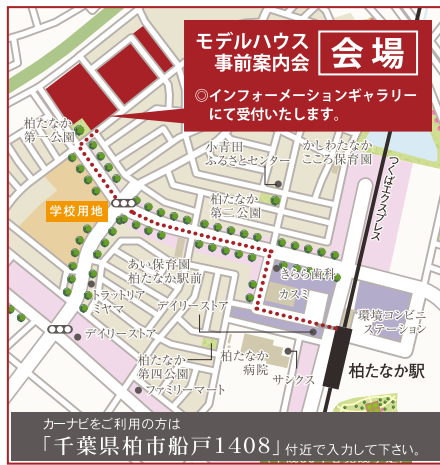 モデルハウス
事前案内会
会場
◎インフォーメーションギャラリー
にて受付いたします。
柏たなか
第一公園
小青田
ふるさとセンター
かしわたなか
こころ保育園
つくばエクスプレス
学校用地
柏たなか
第二公園
あい保育園
柏たなか駅前
きらら歯科
カスミ
トラットリア
ミヤマ
デイリーストア
環境コンビニ
ステーション
デイリーストア
柏たなか
第四公園
柏たなか
病院
サンクス
柏たなか駅
ファミリーマート
カーナビをご利用の方は
「千葉県柏市船戸1408」付近で入力して下さい。